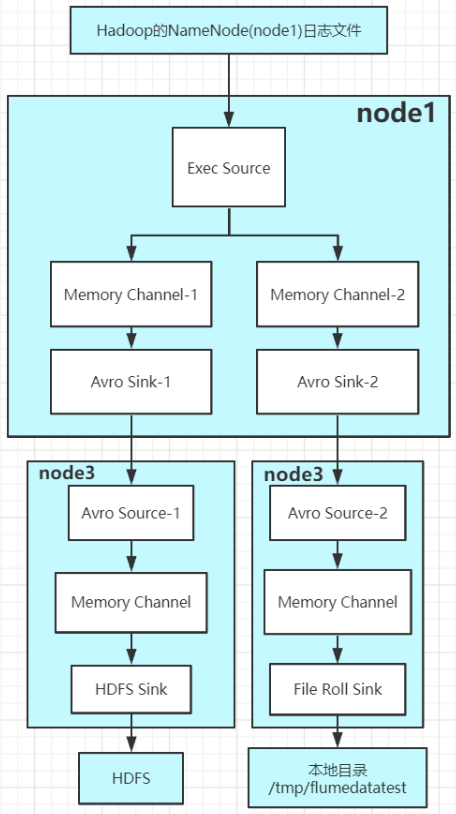 Hadoop的NameNode(node1)日志文件
node1
Exec Source
Memory Channel-1
Memory Channel-2
Avro Sink-1
Avro Sink-2
node3
node3
Avro Source-1
Avro Source-2
Memory Channel
Memory Channel
HDFS Sink
File Roll Sink
HDFS
本地目录
/tmp/flumedatatest